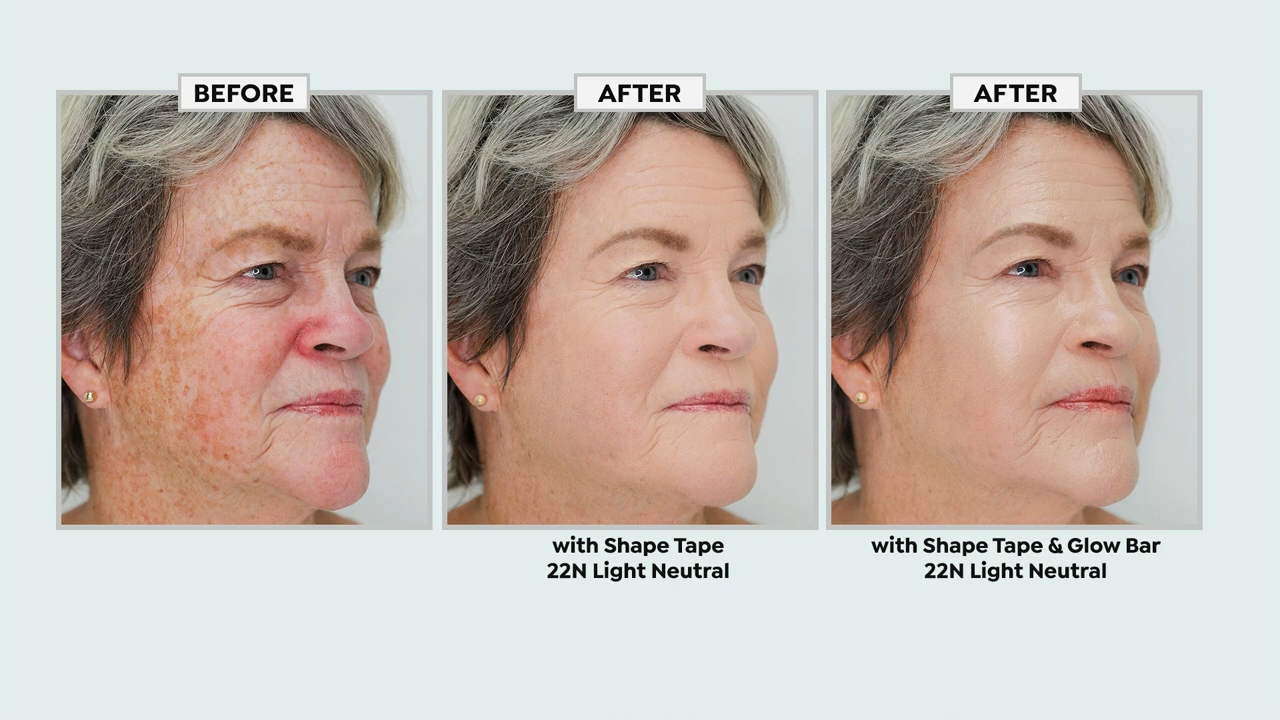 BEFORE
AFTER
AFTER
with Shape Tape
22N Light Neutral
with Shape Tape & Glow Bar
22N Light Neutral